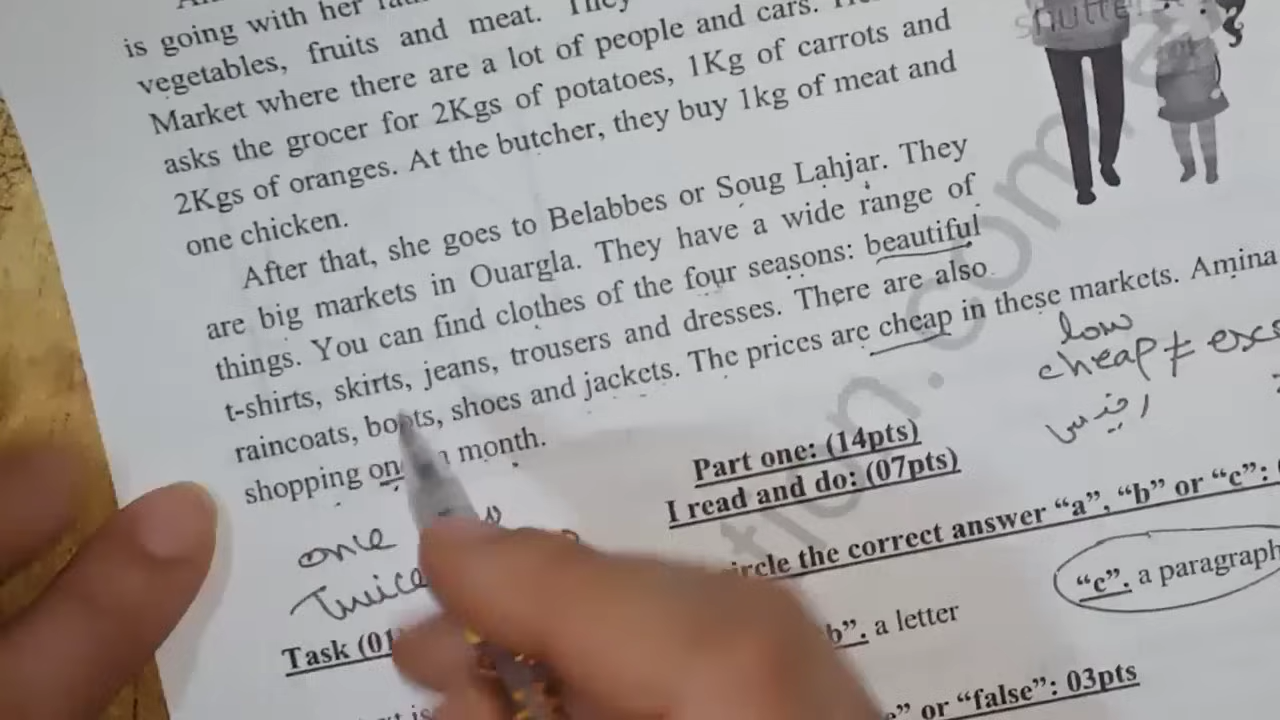 is going with her
vegetables, fruits and meat. They
Market where there are a lot of people and cars.
asks the grocer for 2Kgs of potatoes, 1Kg of carrots and
2Kgs of oranges. At the butcher, they buy 1kg of meat and
one chicken.
After that, she goes to Belabbes or Soug Lahjar. They
are big markets in Ouargla. They have a wide range of
things. You can find clothes of the four seasons: beautiful
t-shirts, skirts, jeans, trousers and dresses. There are also
raincoats, boots, shoes and jackets. The prices are cheap in these markets. Amina
shopping month.
low
cheap ≠
once
Twice
Part one: (14pts)
I read and do: (07pts)
the correct answer “a”, “b” or “c”:
a letter
“c”. a paragraph
Task (01
or “false”: 03pts